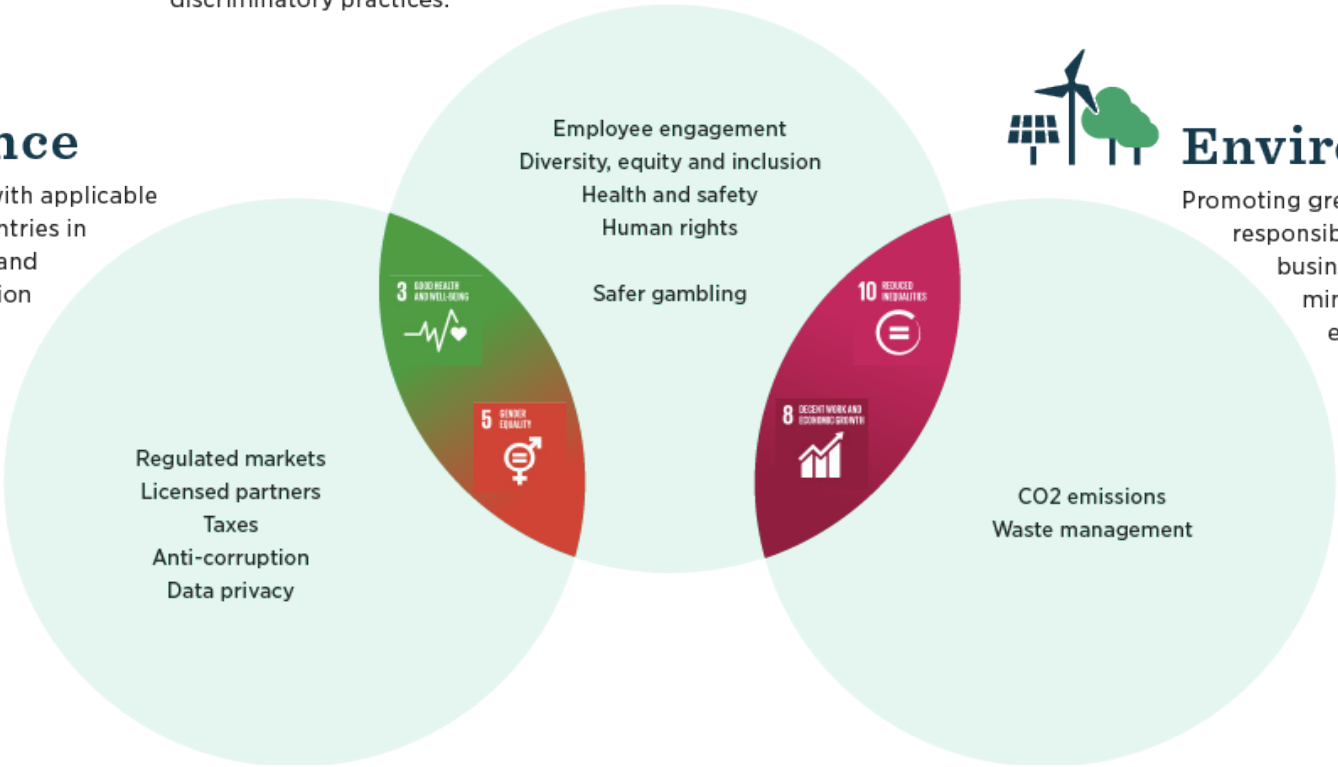 discriminatory practices.
nce
with applicable
ntries in
and
ion
Employee engagement
Diversity, equity and inclusion
Health and safety
Human rights
Safer gambling
Enviro
Promoting gre
responsib
busin
min
e
3 GOOD HEALTH
AND WELL-BEING
5 GENDER
EQUALITY
10 REDUCED
INEQUALITIES
8 DECENT WORK AND
ECONOMIC GROWTH
Regulated markets
Licensed partners
Taxes
Anti-corruption
Data privacy
CO2 emissions
Waste management